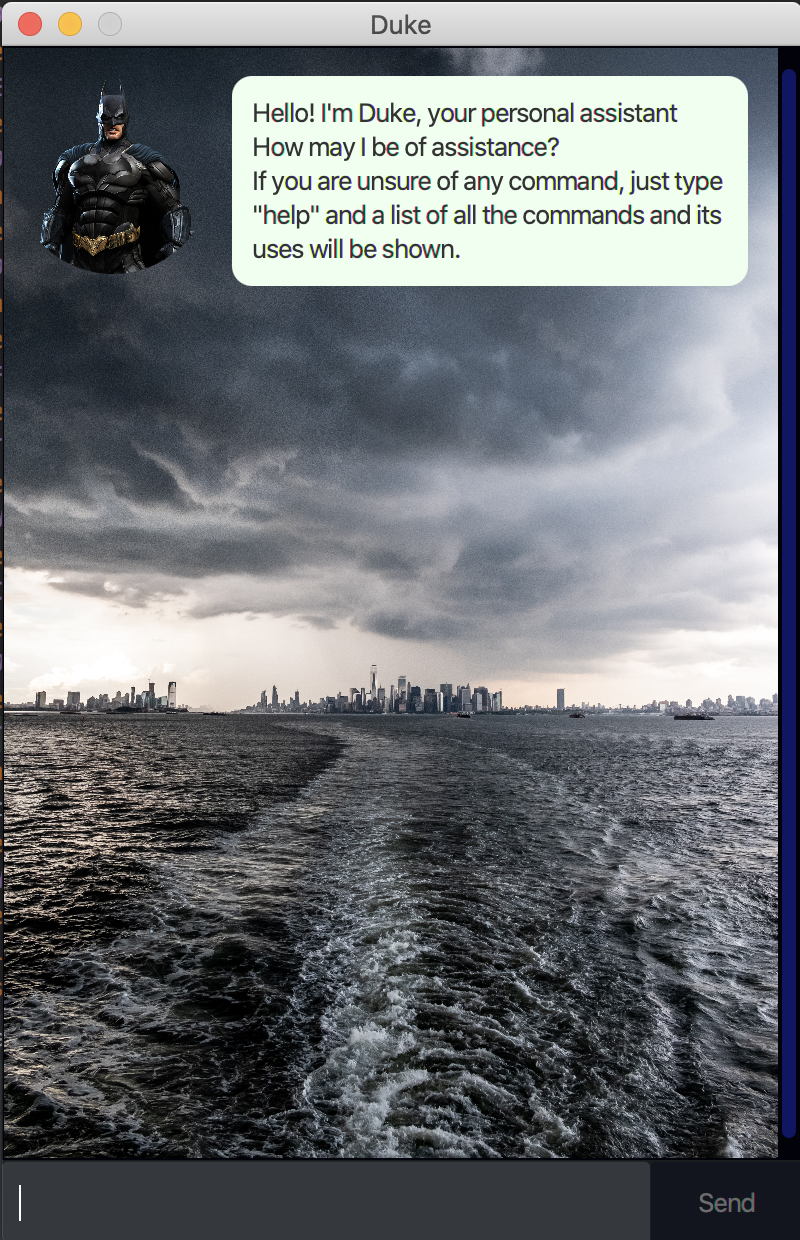 Duke
Hello! I'm Duke, your personal assistant
How may I be of assistance?
If you are unsure of any command, just type
"help" and a list of all the commands and its
uses will be shown.
Send